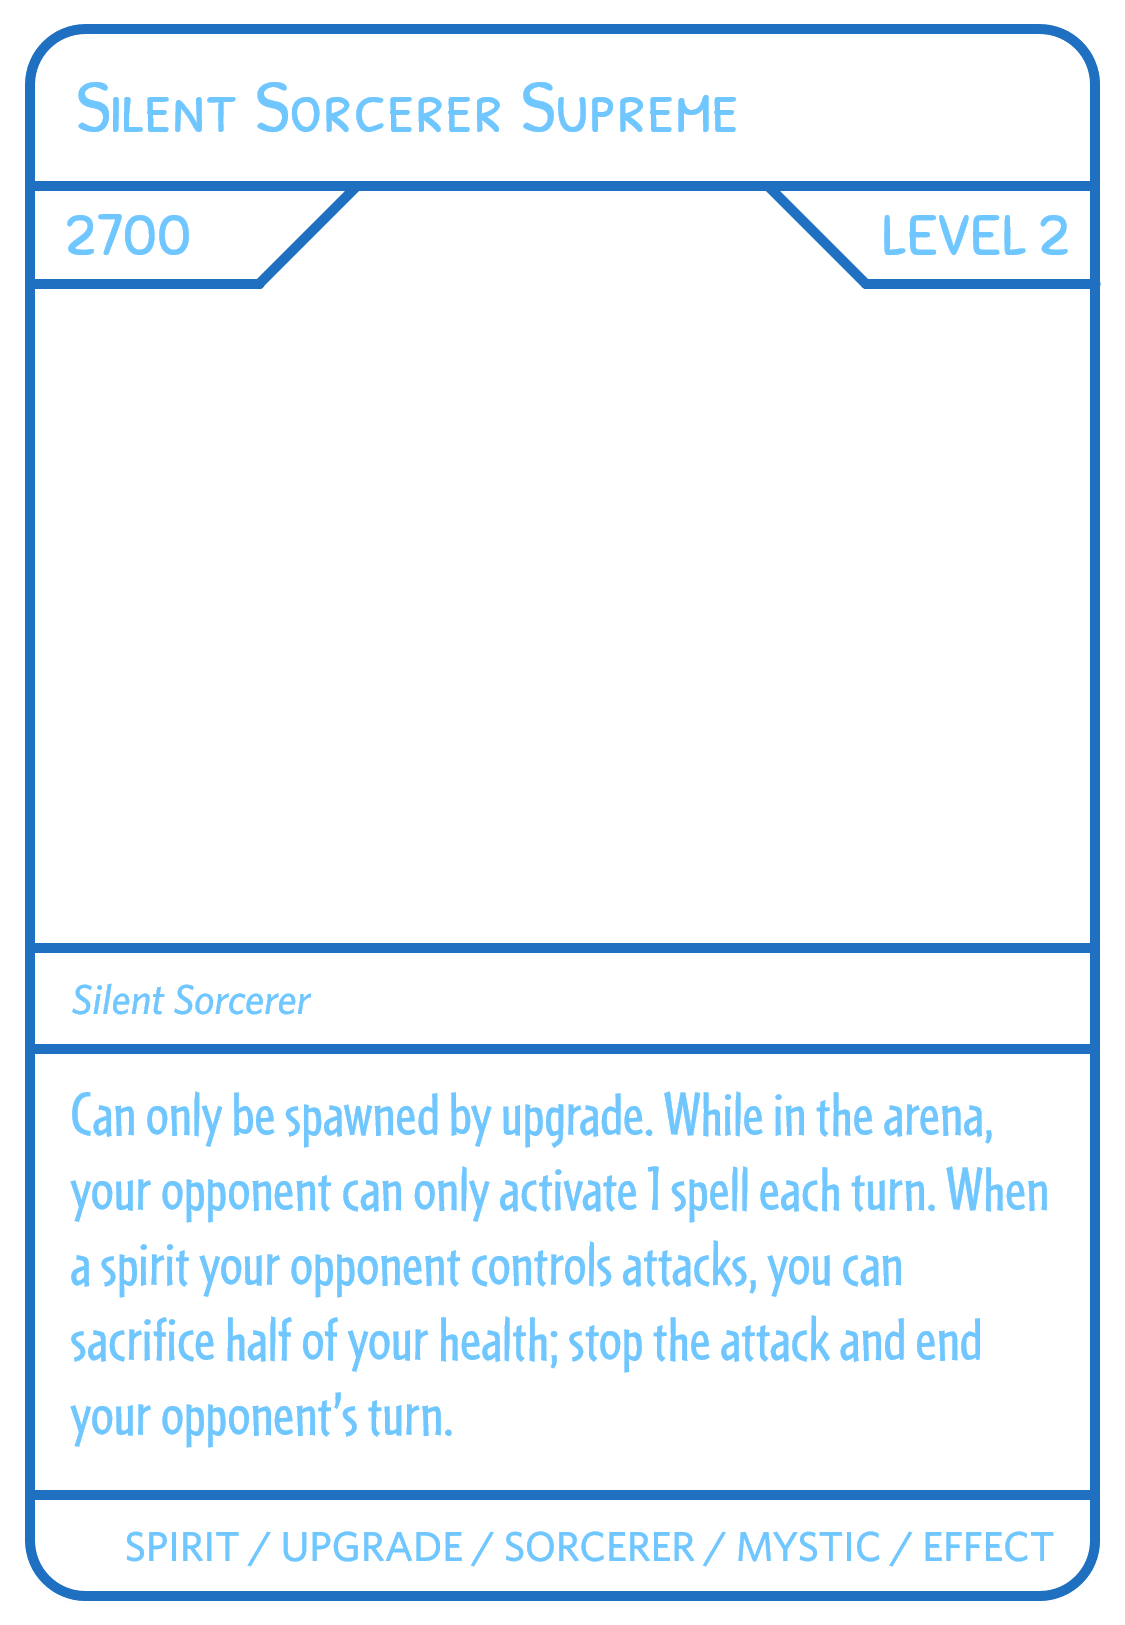 Silent Sorcerer Supreme
2700
LEVEL 2
Silent Sorcerer
Can only be spawned by upgrade. While in the arena,
your opponent can only activate 1 spell each turn. When
a spirit your opponent controls attacks, you can
sacrifice half of your health; stop the attack and end
your opponent’s turn.
SPIRIT / UPGRADE / SORCERER / MYSTIC / EFFECT